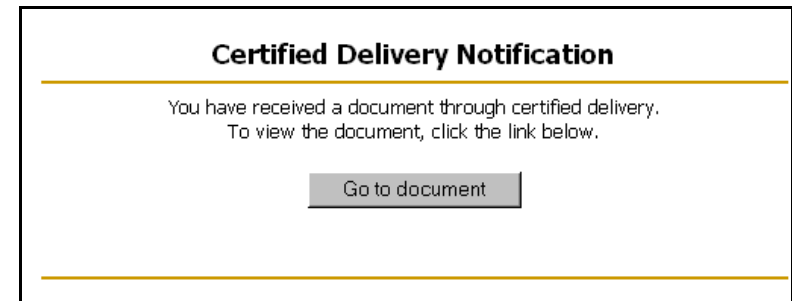 Certified Delivery Notification
You have received a document through certified delivery.
To view the document, click the link below.
Go to document